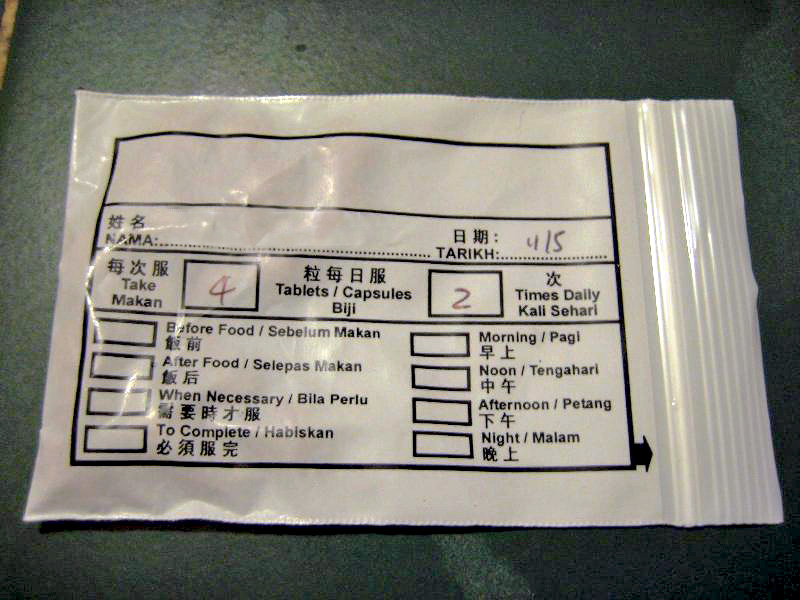 姓名
NAMA:
日期:
TARIKH: 4/5
每次服
Take
Makan
4
粒每日服
Tablets / Capsules
Biji
2
次
Times Daily
Kali Sehari
Before Food / Sebelum Makan
飯前
After Food / Selepas Makan
飯后
When Necessary / Bila Perlu
需要時才服
To Complete / Habiskan
必須服完
Morning / Pagi
早上
Noon / Tengahari
中午
Afternoon / Petang
下午
Night / Malam
晚上